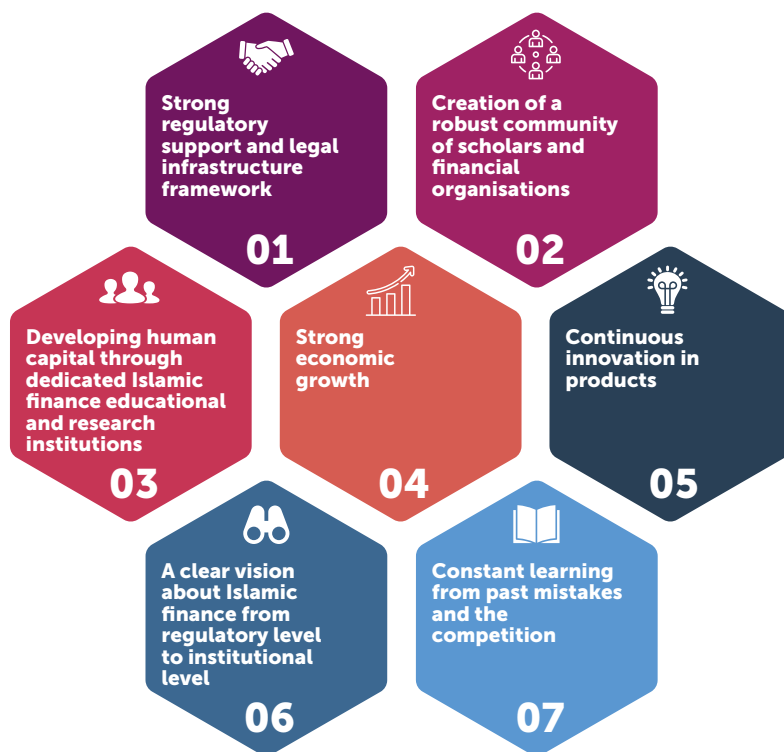 Strong
regulatory
support and legal
infrastructure
framework
01
Creation of a
robust community
of scholars and
financial
organisations
02
Developing human
capital through
dedicated Islamic
finance educational
and research
institutions
03
Strong
economic
growth
04
Continuous
innovation in
products
05
A clear vision
about Islamic
finance from
regulatory level
to institutional
level
06
Constant learning
from past mistakes
and the
competition
07